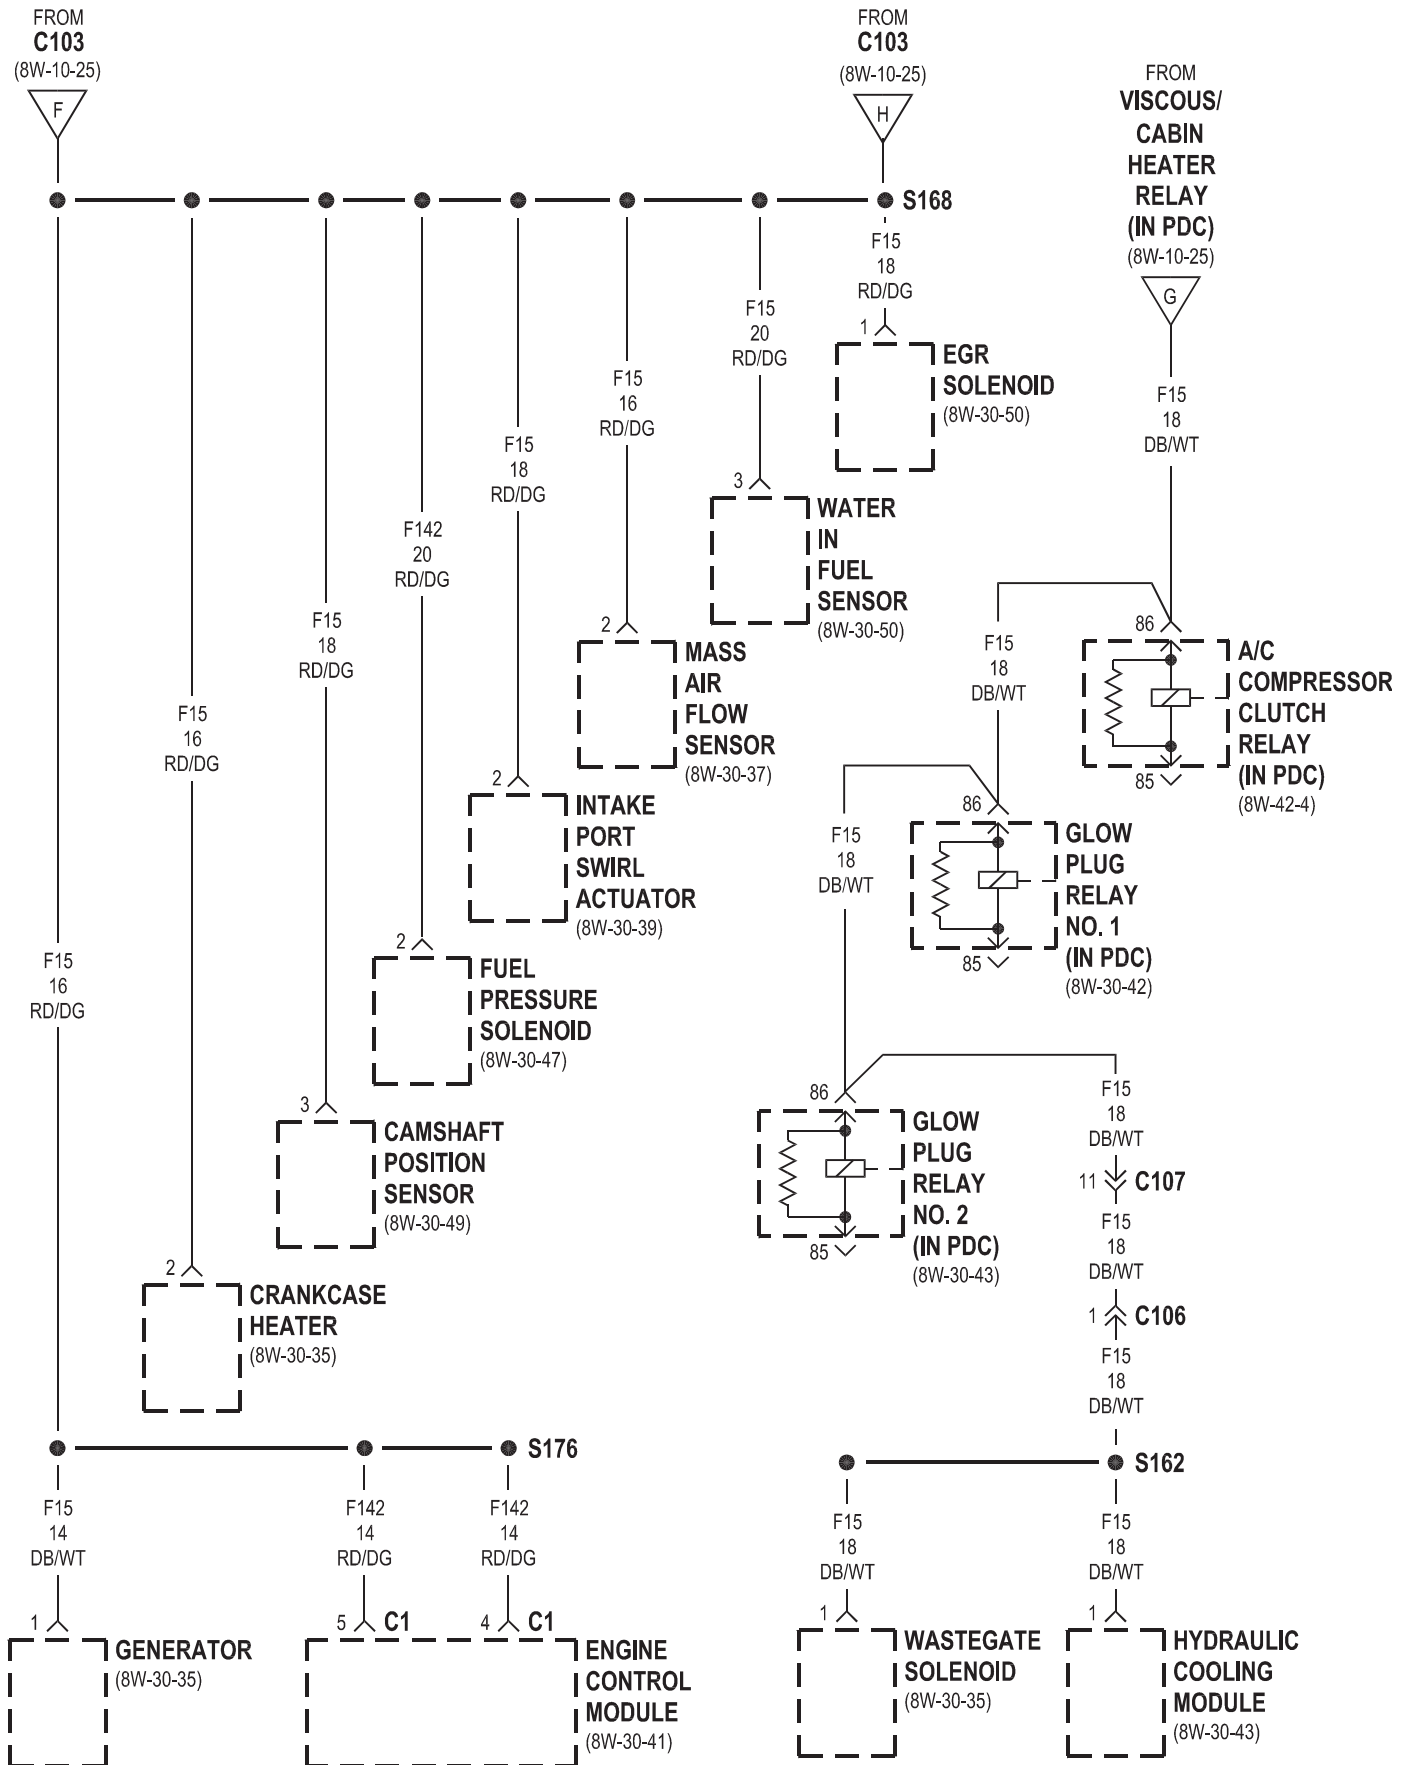 FROM
C103
(8W-10-25)
F
FROM
C103
(8W-10-25)
H
FROM
VISCOUS/
CABIN
HEATER
RELAY
(IN PDC)
(8W-10-25)
G
S168
F15
18
RD/DG
1
EGR
SOLENOID
(8W-30-50)
F15
20
RD/DG
3
WATER
IN
FUEL
SENSOR
(8W-30-50)
F15
16
RD/DG
2
MASS
AIR
FLOW
SENSOR
(8W-30-37)
F15
18
RD/DG
2
INTAKE
PORT
SWIRL
ACTUATOR
(8W-30-39)
F142
20
RD/DG
2
FUEL
PRESSURE
SOLENOID
(8W-30-47)
F15
18
RD/DG
3
CAMSHAFT
POSITION
SENSOR
(8W-30-49)
F15
16
RD/DG
2
CRANKCASE
HEATER
(8W-30-35)
F15
16
RD/DG
S176
F15
14
DB/WT
1
GENERATOR
(8W-30-35)
F142
14
RD/DG
5
C1
F142
14
RD/DG
4
C1
ENGINE
CONTROL
MODULE
(8W-30-41)
F15
18
DB/WT
86
85
A/C
COMPRESSOR
CLUTCH
RELAY
(IN PDC)
(8W-42-4)
F15
18
DB/WT
86
85
GLOW
PLUG
RELAY
NO. 1
(IN PDC)
(8W-30-42)
F15
18
DB/WT
86
85
GLOW
PLUG
RELAY
NO. 2
(IN PDC)
(8W-30-43)
F15
18
DB/WT
11
C107
F15
18
DB/WT
1
C106
F15
18
DB/WT
S162
F15
18
DB/WT
1
WASTEGATE
SOLENOID
(8W-30-35)
F15
18
DB/WT
1
HYDRAULIC
COOLING
MODULE
(8W-30-43)